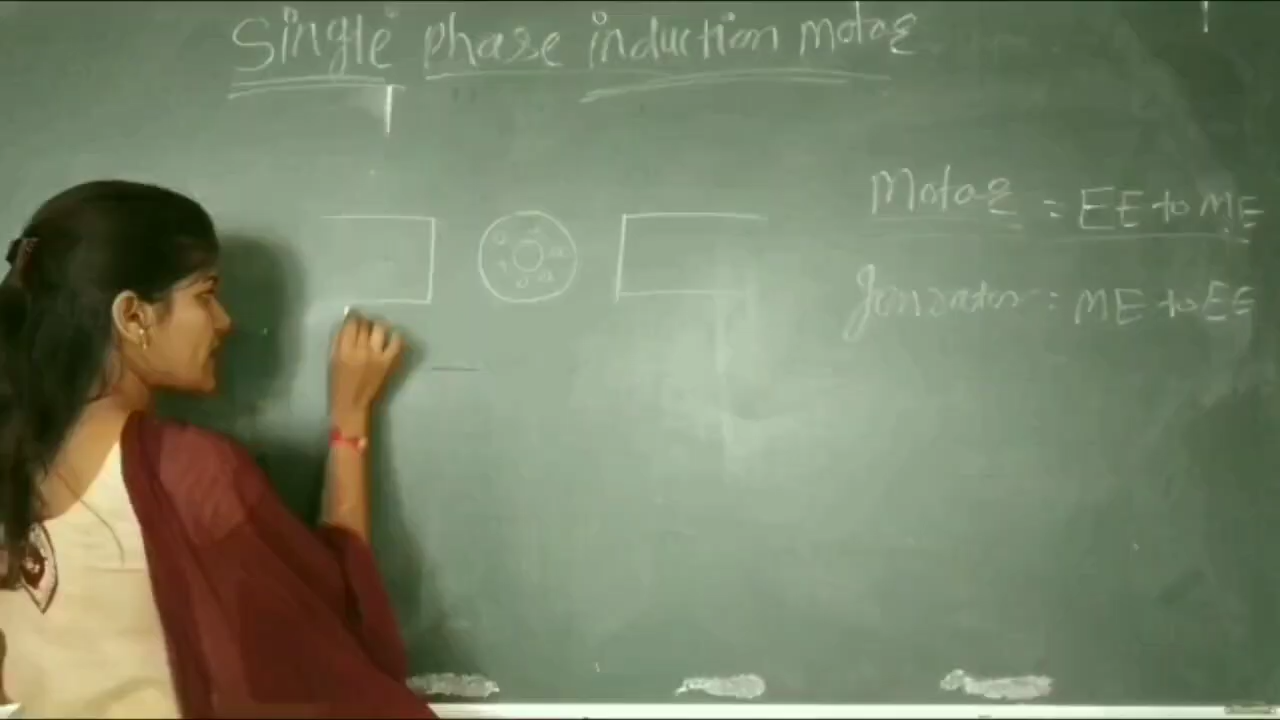 Single phase induction motor
Motor = EE to ME
Generator = ME to EE